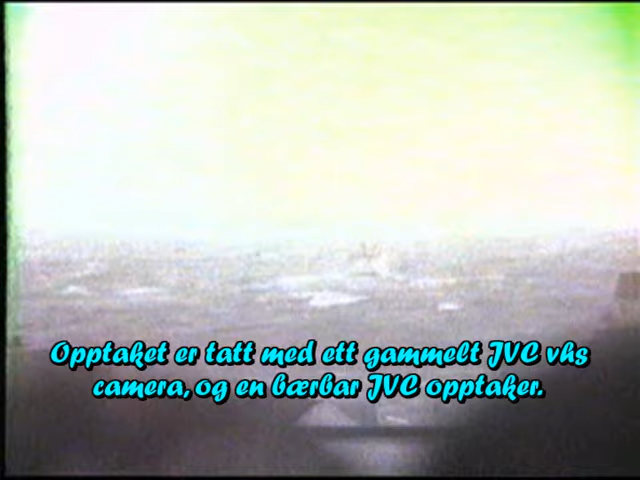 Opptaket er tatt med ett gammelt JVC vhs
camera, og en bærbar JVC opptaker.